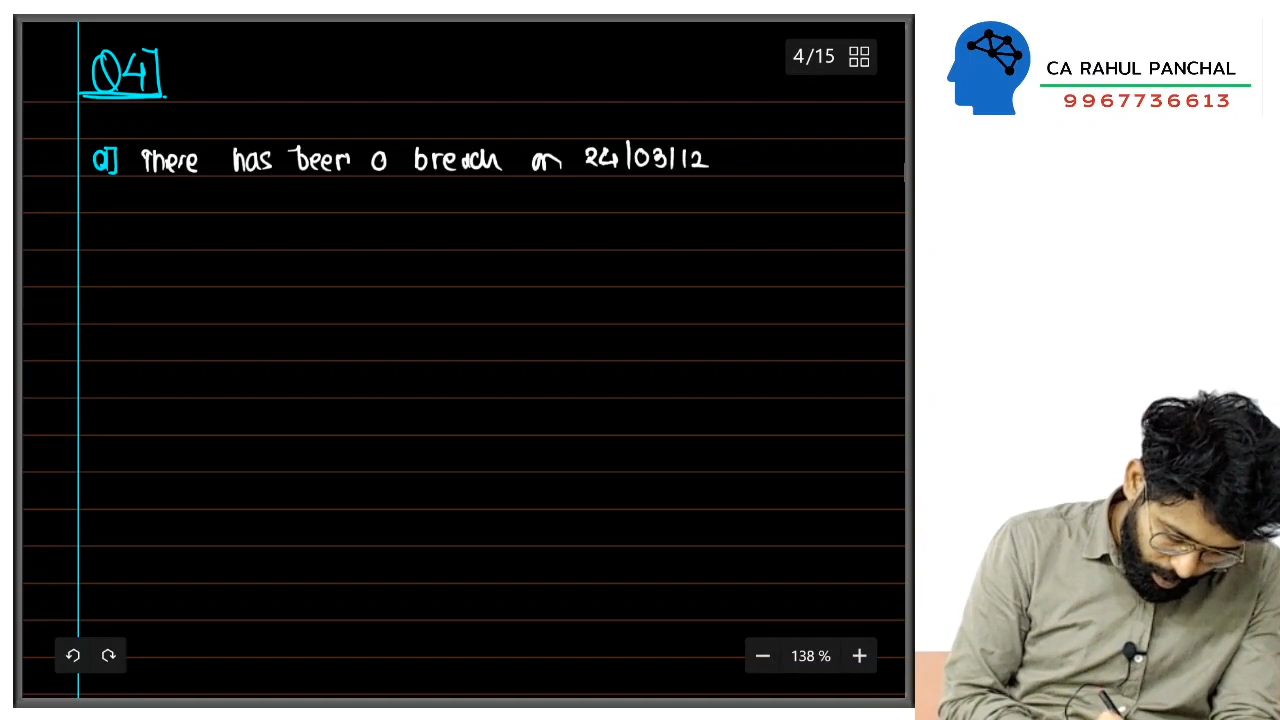 Q4]
4/15
CA RAHUL PANCHAL
9967736613
a] There has been a breach on 24/03/12
138 %